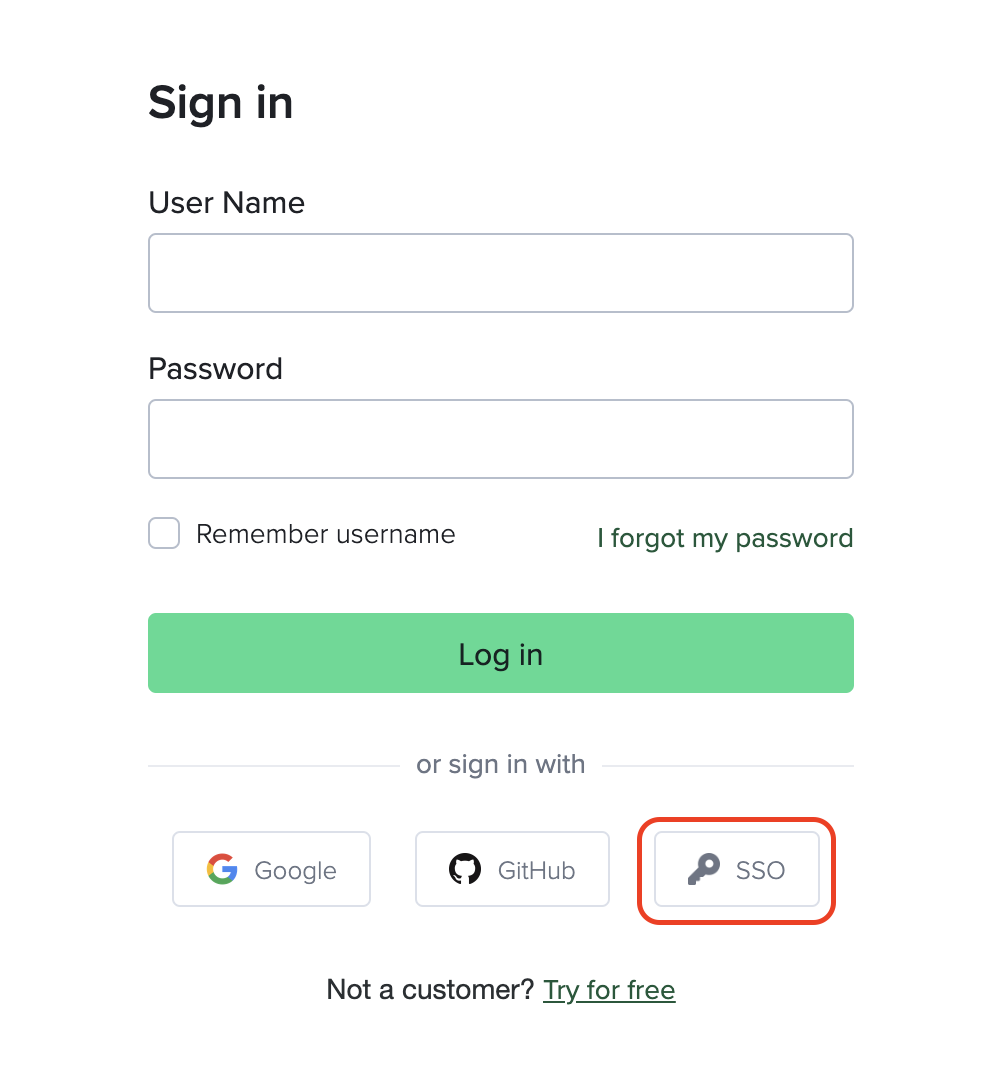 Sign in
User Name
Password
Remember username
I forgot my password
Log in
or sign in with
Google
GitHub
SSO
Not a customer? Try for free